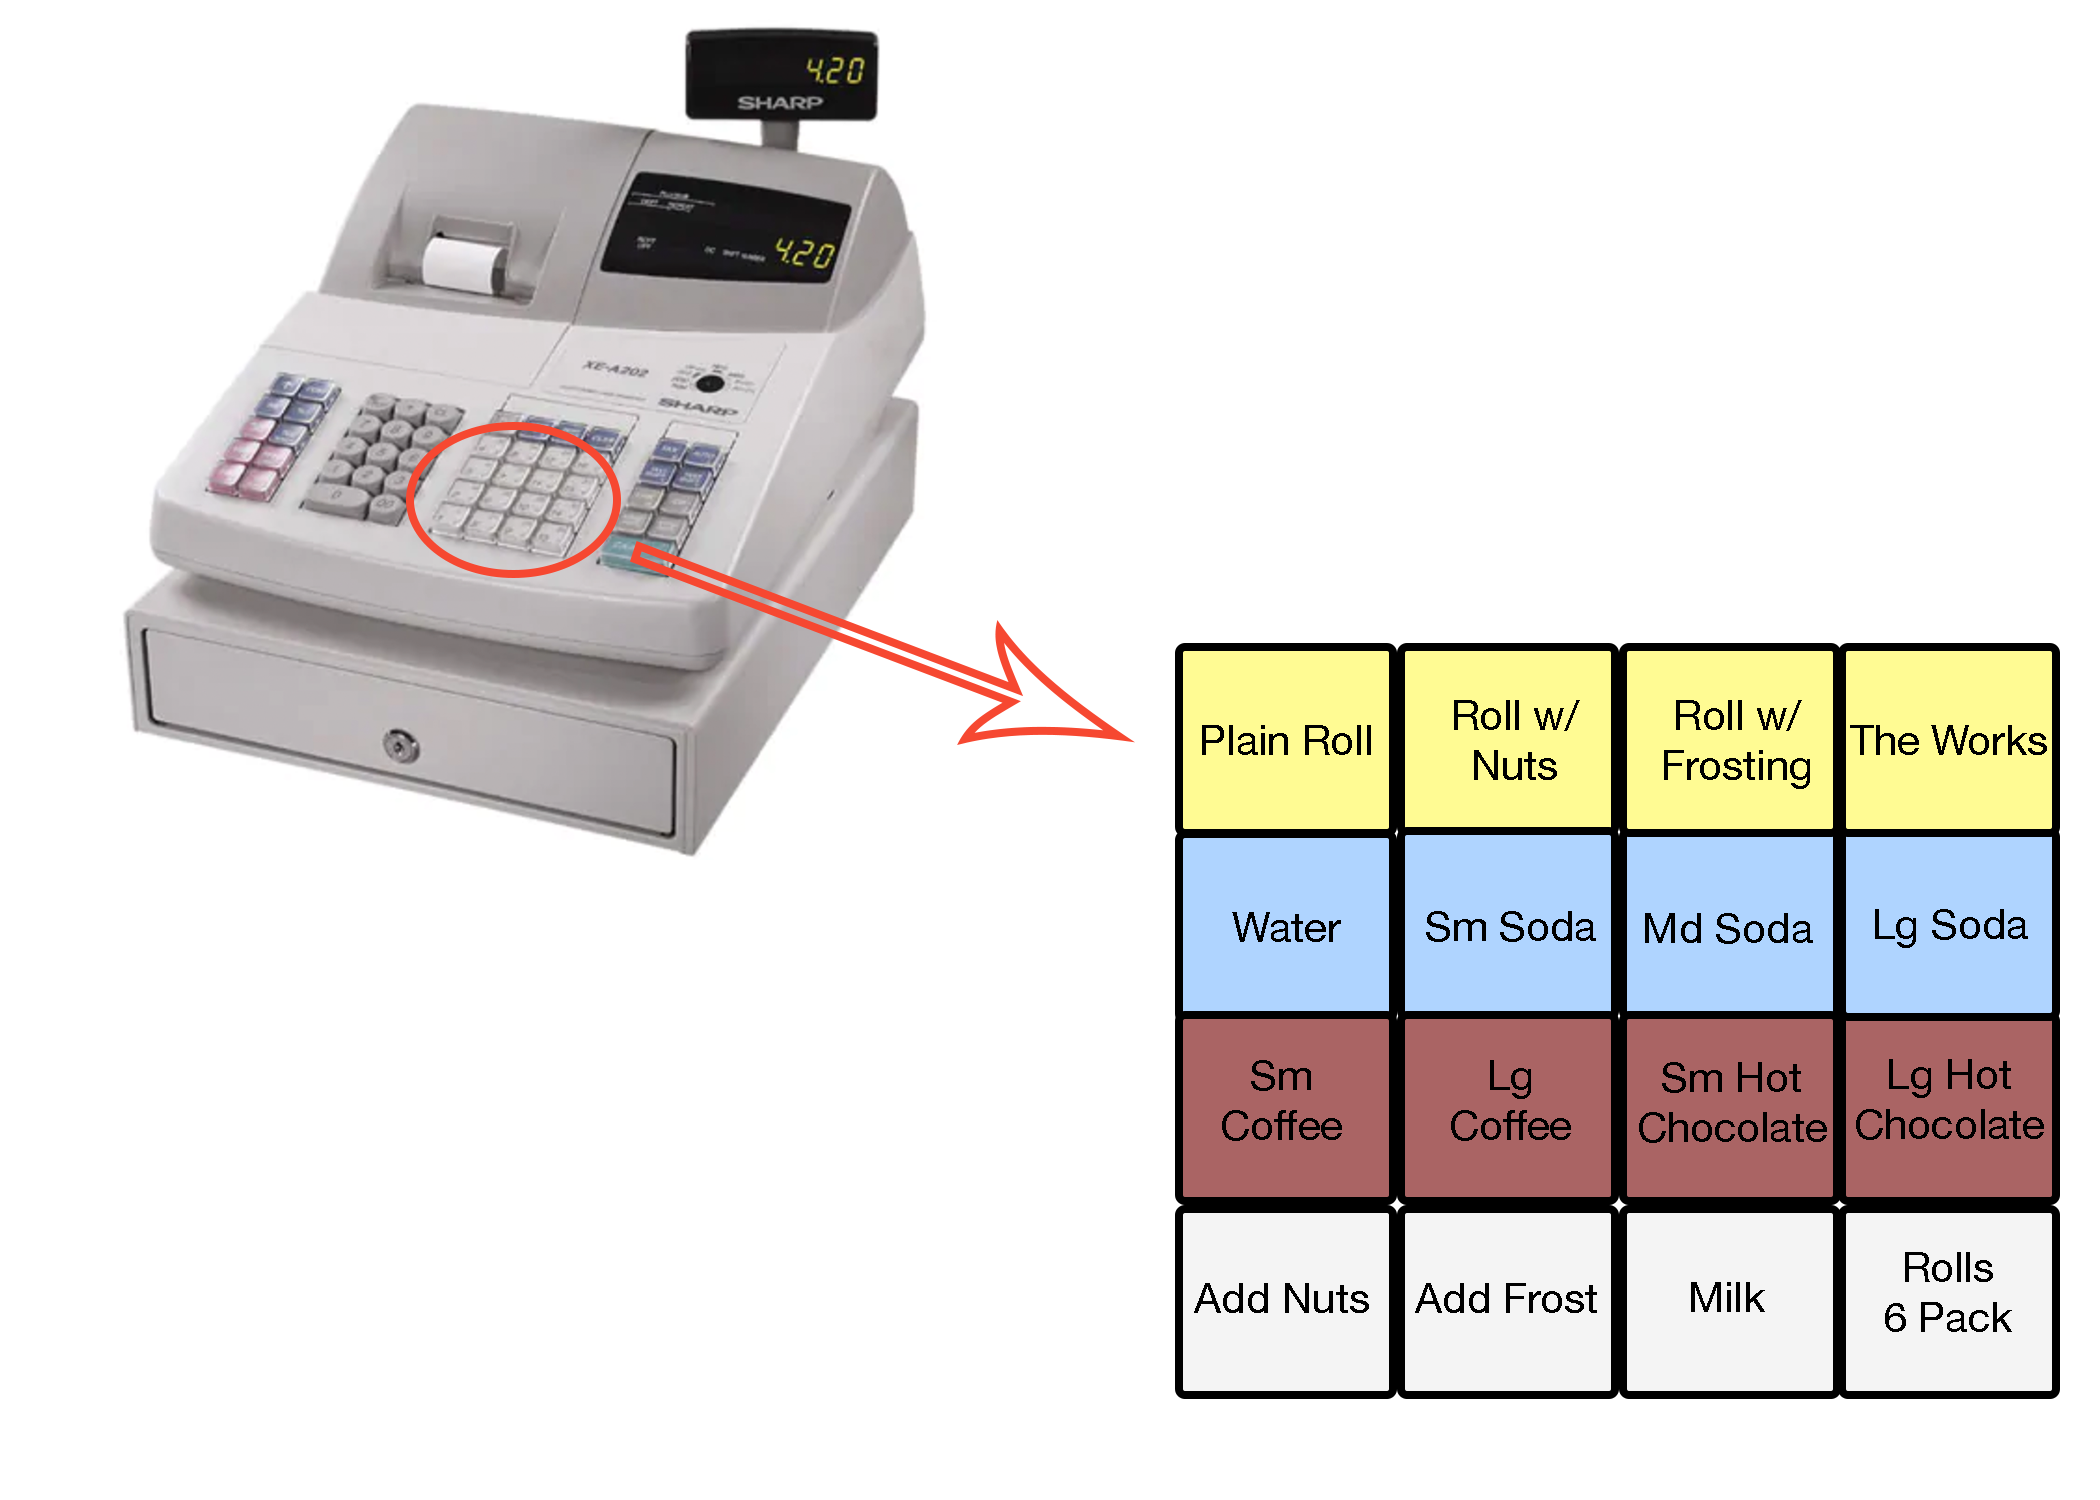 4.20
SHARP
4.20
XE-A202
SHARP
Plain Roll
Roll w/
Nuts
Roll w/
Frosting
The Works
Water
Sm Soda
Md Soda
Lg Soda
Sm
Coffee
Lg
Coffee
Sm Hot
Chocolate
Lg Hot
Chocolate
Add Nuts
Add Frost
Milk
Rolls
6 Pack